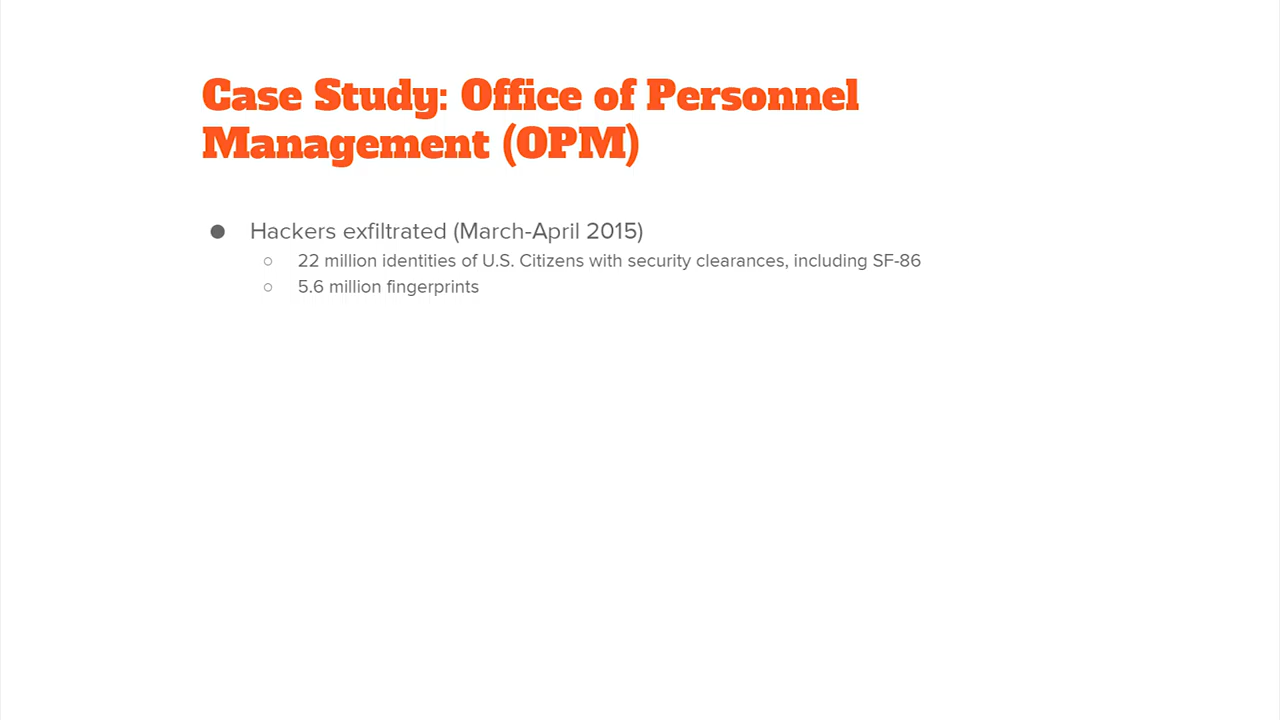 Case Study: Office of Personnel
Management (OPM)
● Hackers exfiltrated (March-April 2015)
○ 22 million identities of U.S. Citizens with security clearances, including SF-86
○ 5.6 million fingerprints